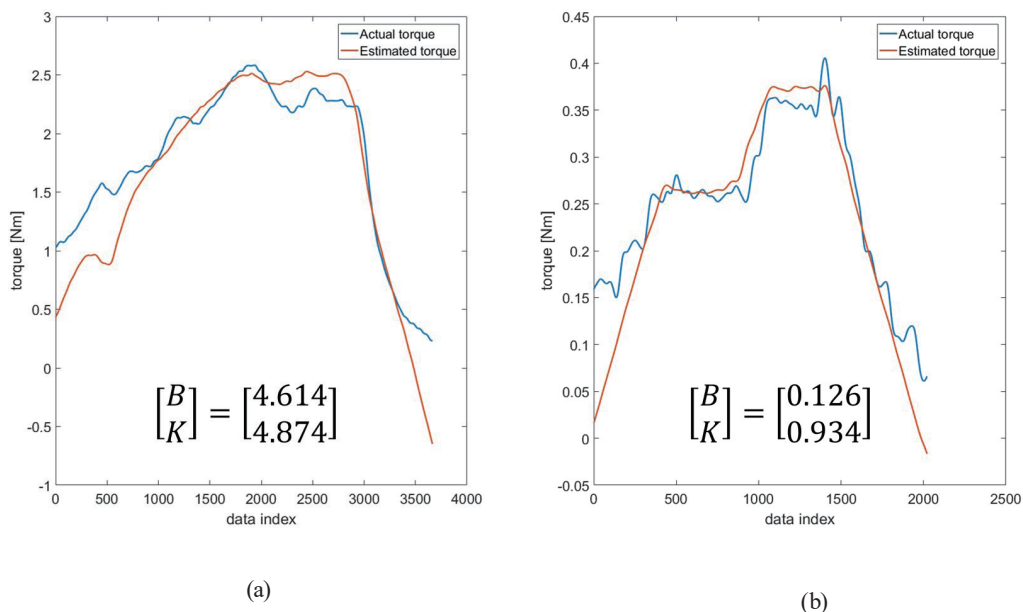 3
2.5
2
1.5
1
0.5
0
-0.5
-1
torque [Nm]
Actual torque
Estimated torque
[B K] = [4.614 4.874]
0 500 1000 1500 2000 2500 3000 3500 4000
data index
(a)
0.45
0.4
0.35
0.3
0.25
0.2
0.15
0.1
0.05
0
-0.05
torque [Nm]
Actual torque
Estimated torque
[B K] = [0.126 0.934]
0 500 1000 1500 2000 2500
data index
(b)